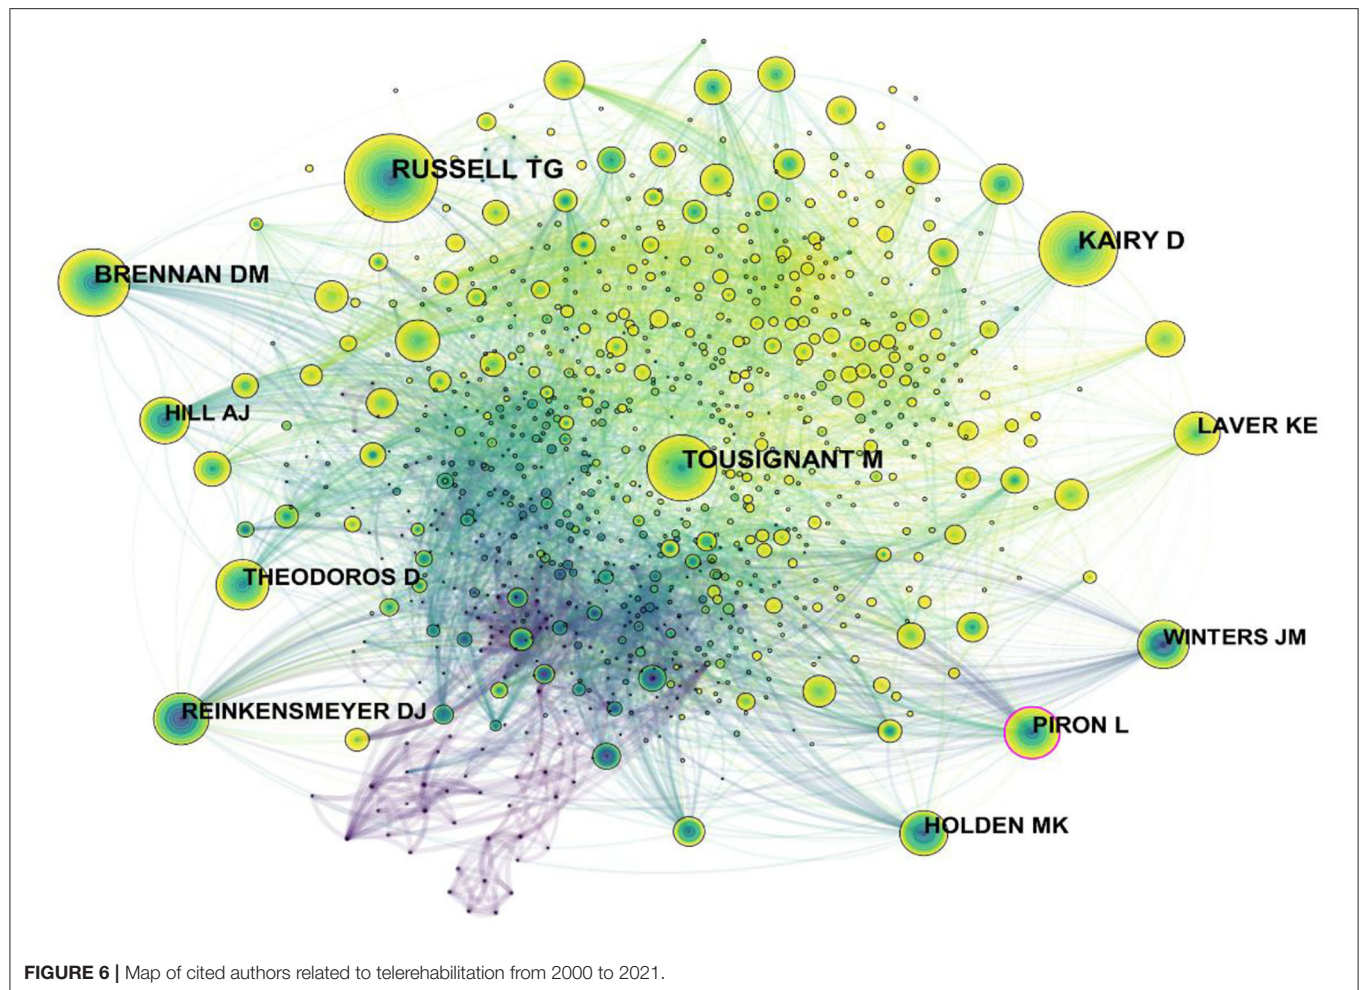 RUSSELL TG
KAIRY D
BRENNAN DM
HILL AJ
LAVER KE
TOUSIGNANT M
THEODOROS D
WINTERS JM
REINKENSMEYER DJ
PIRON L
HOLDEN MK
FIGURE 6 | Map of cited authors related to telerehabilitation from 2000 to 2021.